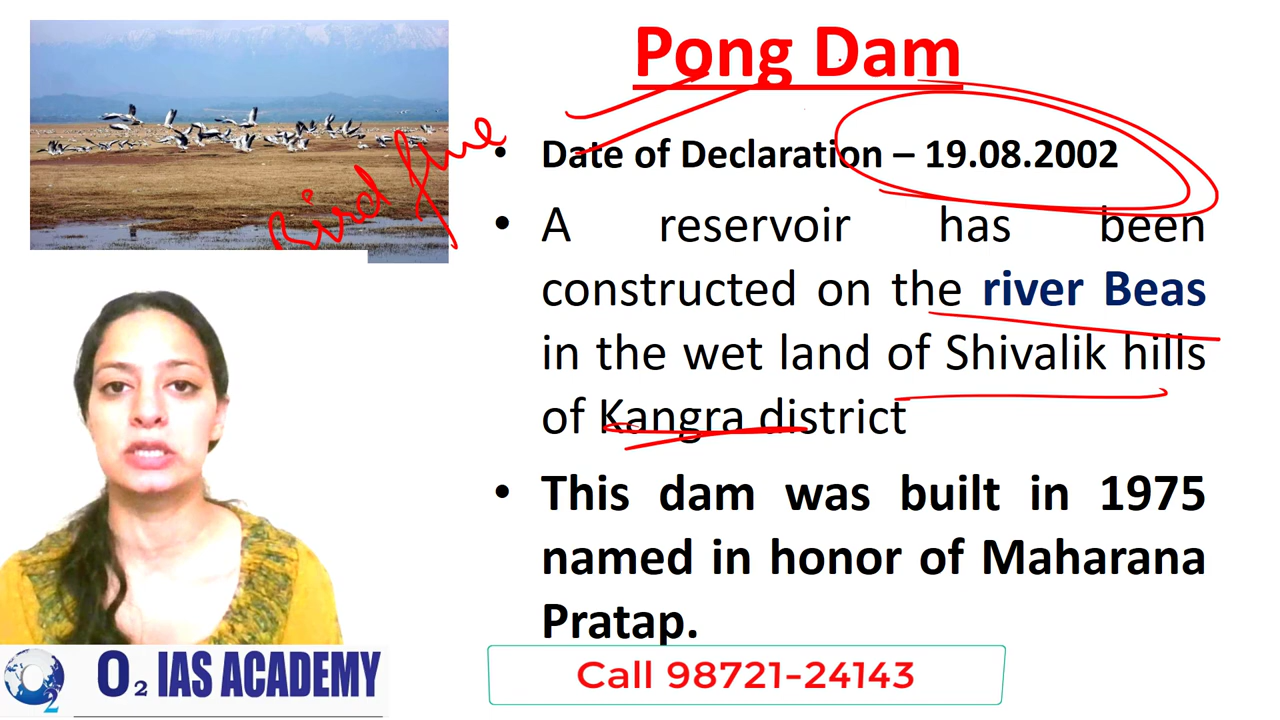 Pong Dam
• Date of Declaration – 19.08.2002
• A reservoir has been
constructed on the river Beas
in the wet land of Shivalik hills
of Kangra district
• This dam was built in 1975
named in honor of Maharana
Pratap.
Bird flue
O2 IAS ACADEMY
Call 98721-24143